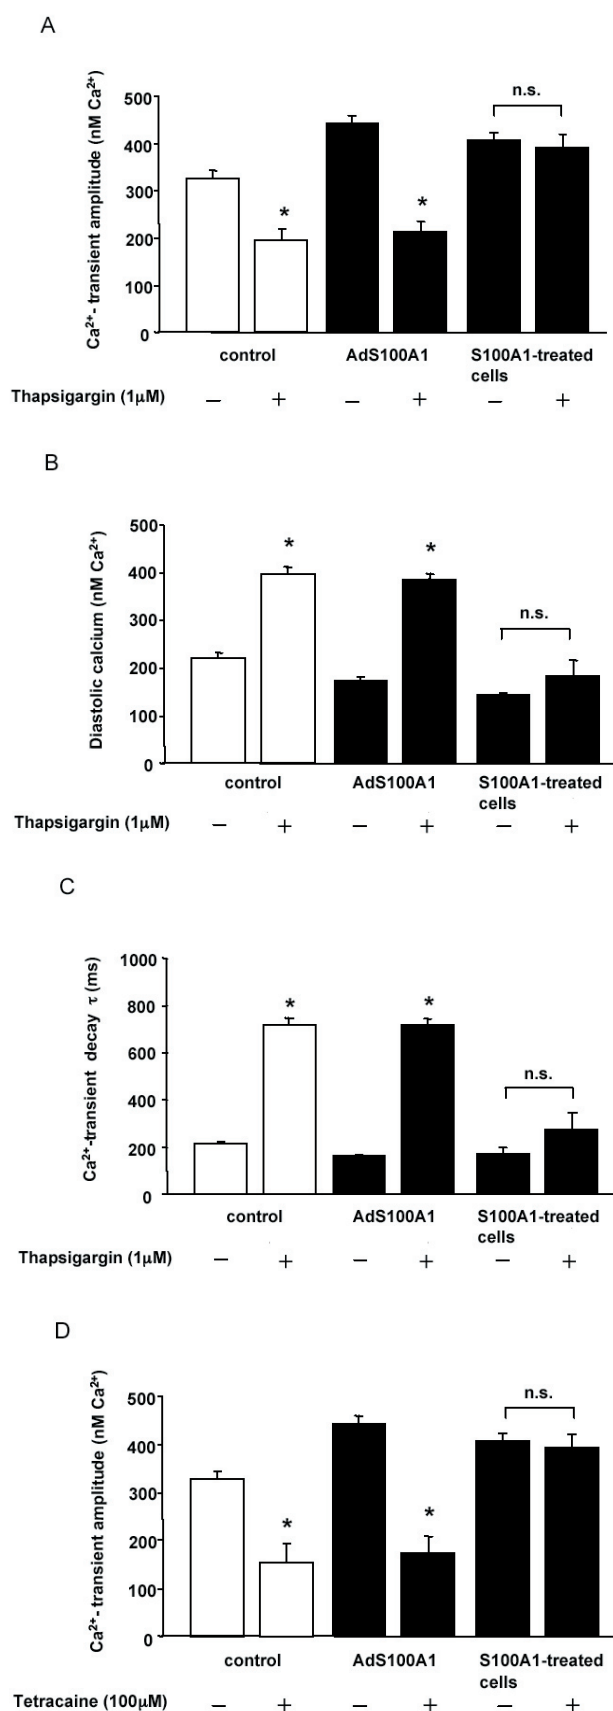 A
Ca²⁺- transient amplitude (nM Ca²⁺)
500
400
300
200
100
0
*
*
n.s.
control AdS100A1 S100A1-treated
cells
Thapsigargin (1μM) – + – + – +
B
Diastolic calcium (nM Ca²⁺)
500
400
300
200
100
0
*
*
n.s.
control AdS100A1 S100A1-treated
cells
Thapsigargin (1μM) – + – + – +
C
Ca²⁺-transient decay τ (ms)
1000
800
600
400
200
0
*
*
n.s.
control AdS100A1 S100A1-treated
cells
Thapsigargin (1μM) – + – + – +
D
Ca²⁺- transient amplitude (nM Ca²⁺)
500
400
300
200
100
0
*
*
n.s.
control AdS100A1 S100A1-treated
cells
Tetracaine (100μM) – + – + – +